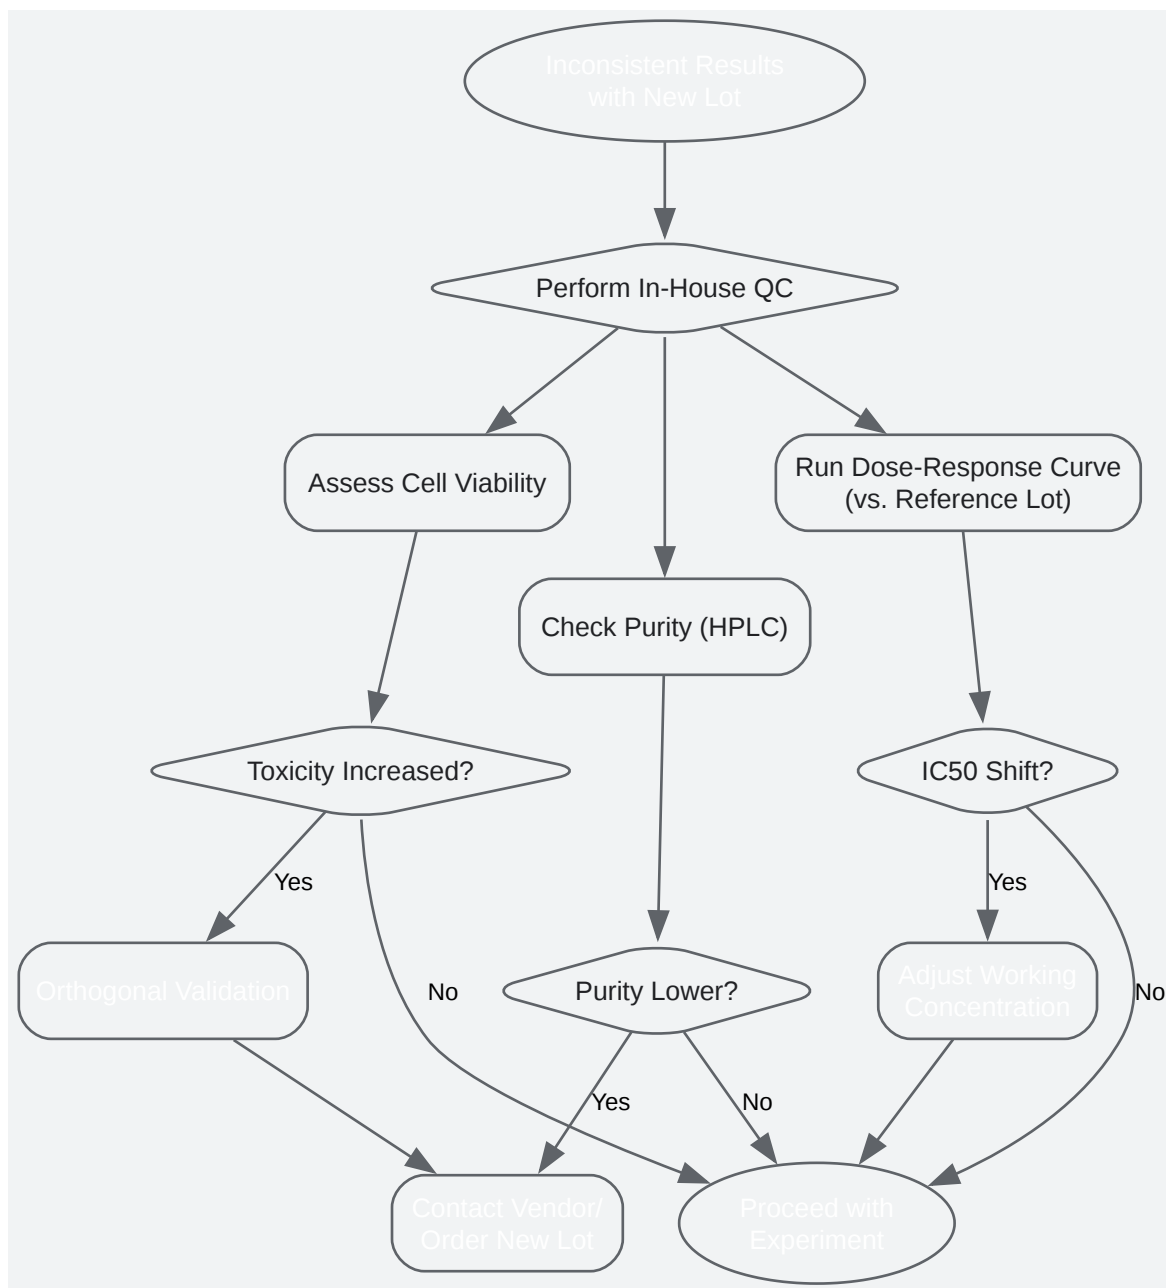 Inconsistent Results
with New Lot
Perform In-House QC
Assess Cell Viability
Run Dose-Response Curve
(vs. Reference Lot)
Check Purity (HPLC)
Toxicity Increased?
IC50 Shift?
Yes
Yes
Orthogonal Validation
No
Purity Lower?
Adjust Working
Concentration
No
Yes
No
Contact Vendor/
Order New Lot
Proceed with
Experiment